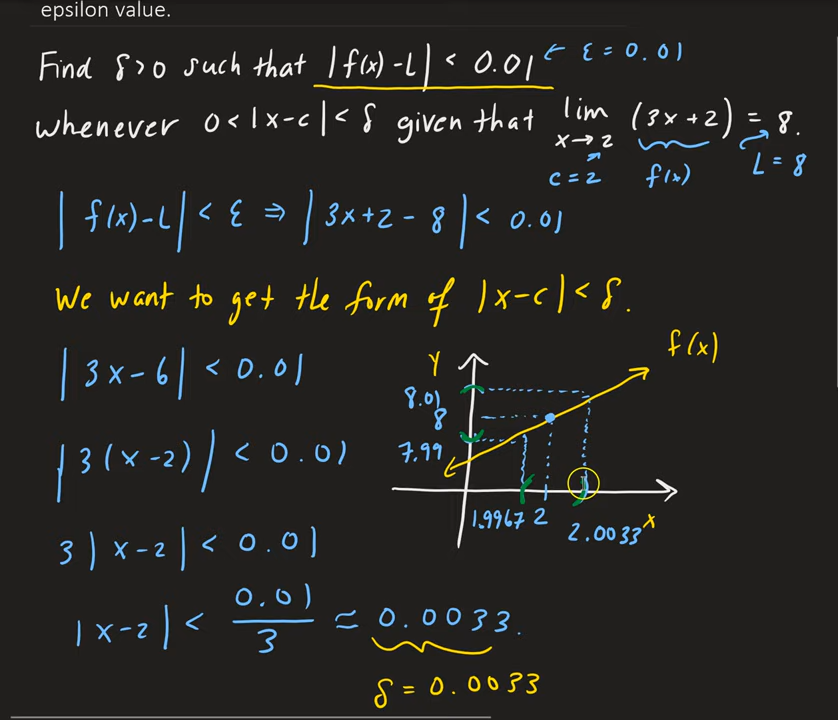 epsilon value.
Find δ>0 such that |f(x)-L| < 0.01 ← ε = 0.01
whenever 0<|x-c|<δ given that lim x→2 (3x+2) = 8.
c = 2 f(x) L = 8
|f(x)-L| < ε ⇒ |3x+2-8| < 0.01
We want to get the form of |x-c|<δ.
|3x-6| < 0.01
|3(x-2)| < 0.01
3|x-2| < 0.01
|x-2| < 0.01/3 ≈ 0.0033.
δ = 0.0033
Y
f(x)
8.01
8
7.99
1.9967 2 2.0033 x